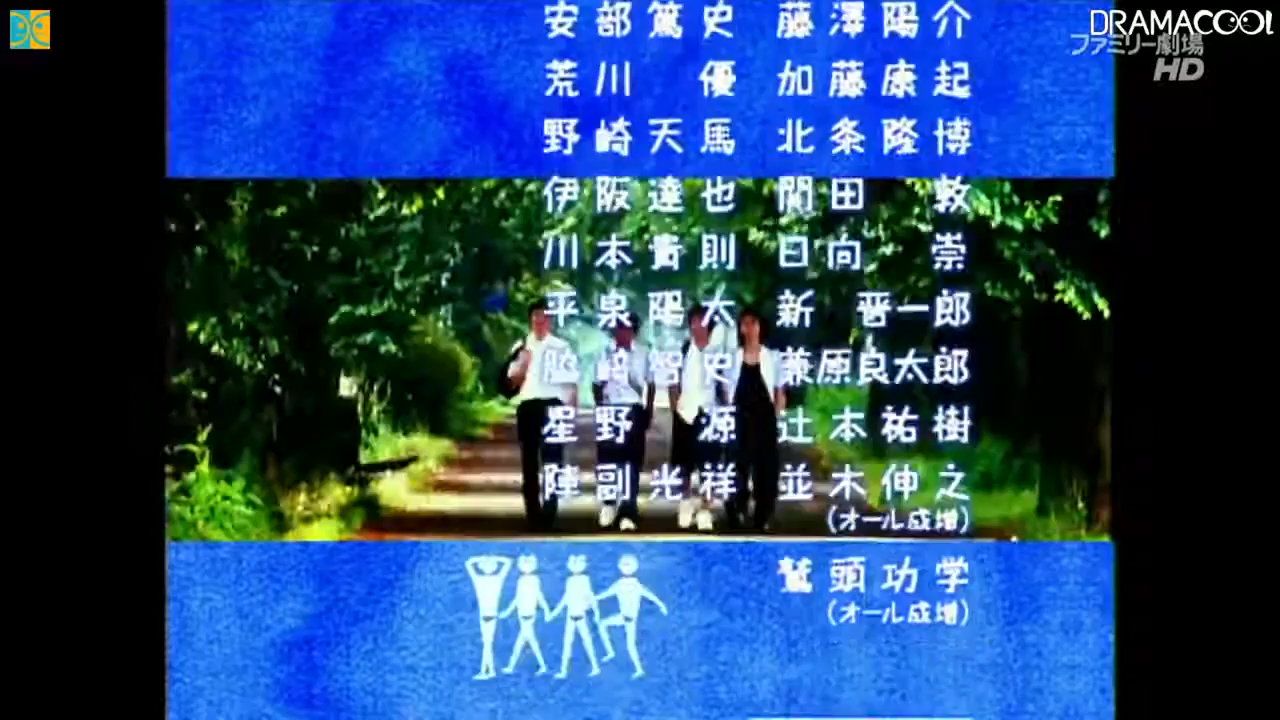 DRAMACOOL
ファミリー劇場
HD
安部篤史 藤澤陽介
荒川 優 加藤康起
野崎天馬 北条隆博
伊阪達也 関田 敦
川本貴則 日向 崇
平泉陽太 新 晋一郎
脇崎智史 兼原良太郎
星野 源 辻本祐樹
陳副光祥 並木伸之
(オール成増)
鷲頭功学
(オール成増)